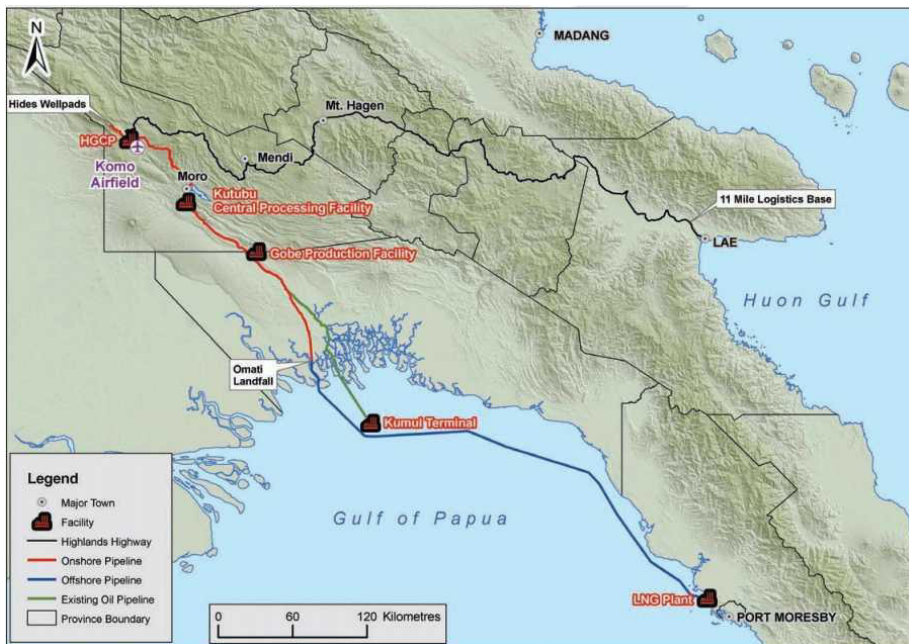 N
MADANG
Hides Wellpads
Mt. Hagen
HGCP
Komo
Airfield
Mendi
Moro
Kutubu
Central Processing Facility
11 Mile Logistics Base
LAE
Gobe Production Facility
Huon Gulf
Omati
Landfall
Kumul Terminal
Legend
Major Town
Facility
Highlands Highway
Onshore Pipeline
Offshore Pipeline
Existing Oil Pipeline
Province Boundary
Gulf of Papua
LNG Plant
PORT MORESBY
0 60 120 Kilometres